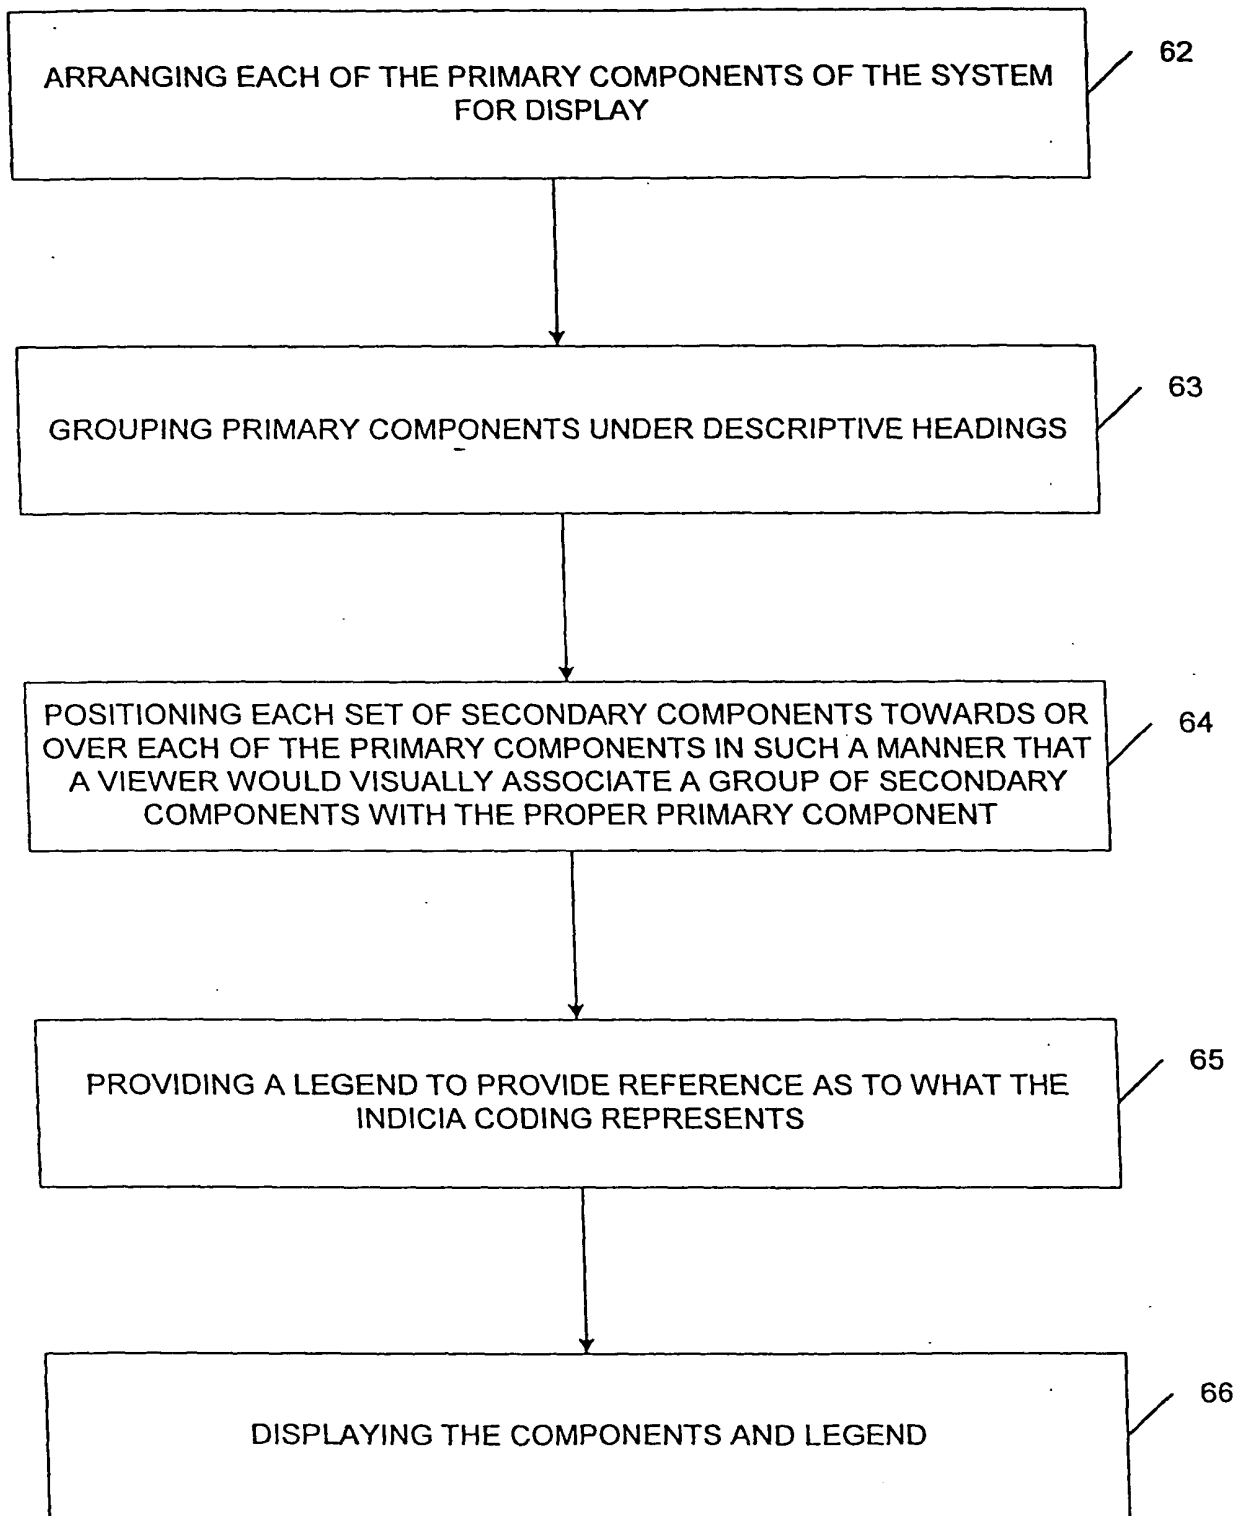 ARRANGING EACH OF THE PRIMARY COMPONENTS OF THE SYSTEM
FOR DISPLAY
62
GROUPING PRIMARY COMPONENTS UNDER DESCRIPTIVE HEADINGS
63
POSITIONING EACH SET OF SECONDARY COMPONENTS TOWARDS OR
OVER EACH OF THE PRIMARY COMPONENTS IN SUCH A MANNER THAT
A VIEWER WOULD VISUALLY ASSOCIATE A GROUP OF SECONDARY
COMPONENTS WITH THE PROPER PRIMARY COMPONENT
64
PROVIDING A LEGEND TO PROVIDE REFERENCE AS TO WHAT THE
INDICIA CODING REPRESENTS
65
DISPLAYING THE COMPONENTS AND LEGEND
66